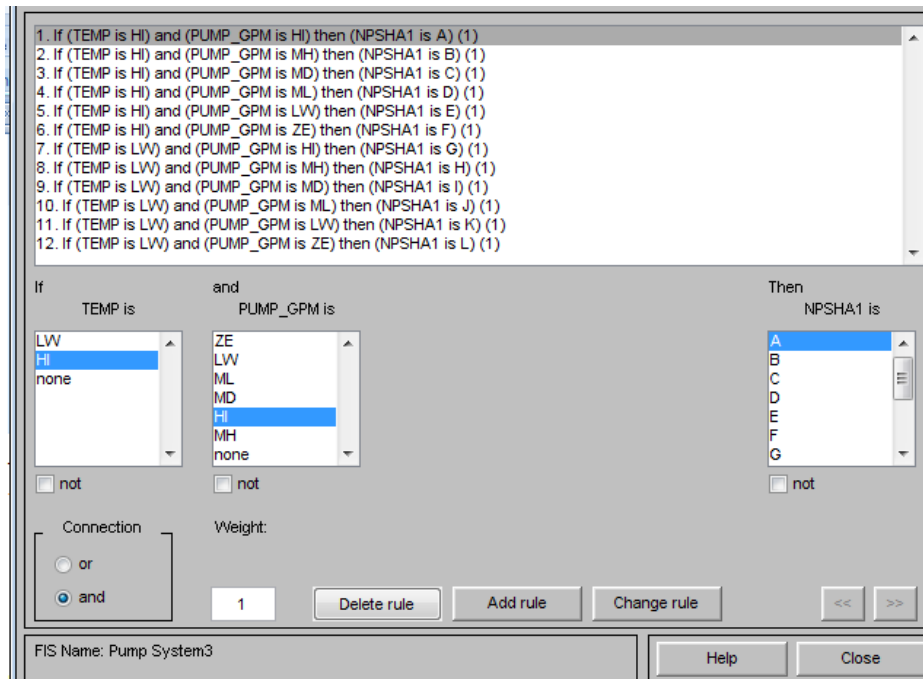 1. If (TEMP is HI) and (PUMP_GPM is HI) then (NPSHA1 is A) (1)
2. If (TEMP is HI) and (PUMP_GPM is MH) then (NPSHA1 is B) (1)
3. If (TEMP is HI) and (PUMP_GPM is MD) then (NPSHA1 is C) (1)
4. If (TEMP is HI) and (PUMP_GPM is ML) then (NPSHA1 is D) (1)
5. If (TEMP is HI) and (PUMP_GPM is LW) then (NPSHA1 is E) (1)
6. If (TEMP is HI) and (PUMP_GPM is ZE) then (NPSHA1 is F) (1)
7. If (TEMP is LW) and (PUMP_GPM is HI) then (NPSHA1 is G) (1)
8. If (TEMP is LW) and (PUMP_GPM is MH) then (NPSHA1 is H) (1)
9. If (TEMP is LW) and (PUMP_GPM is MD) then (NPSHA1 is I) (1)
10. If (TEMP is LW) and (PUMP_GPM is ML) then (NPSHA1 is J) (1)
11. If (TEMP is LW) and (PUMP_GPM is LW) then (NPSHA1 is K) (1)
12. If (TEMP is LW) and (PUMP_GPM is ZE) then (NPSHA1 is L) (1)
If
TEMP is
LW
HI
none
not
and
PUMP_GPM is
ZE
LW
ML
MD
HI
MH
none
not
Then
NPSHA1 is
A
B
C
D
E
F
G
not
Connection
or
and
Weight:
1
Delete rule
Add rule
Change rule
<<
>>
FIS Name: Pump System3
Help
Close